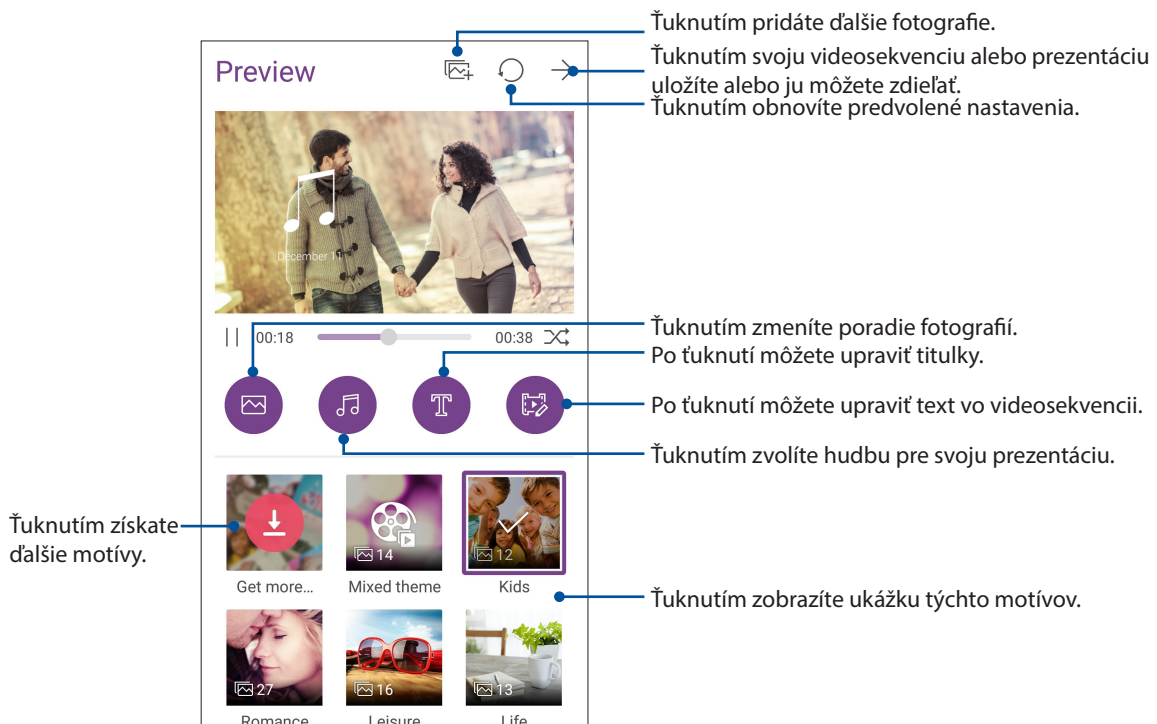 Ťuknutím pridáte ďalšie fotografie.
Ťuknutím svoju videosekvenciu alebo prezentáciu
uložíte alebo ju môžete zdieľať.
Ťuknutím obnovíte predvolené nastavenia.
Preview
December 11
00:18
00:38
Ťuknutím zmeníte poradie fotografií.
Po ťuknutí môžete upraviť titulky.
T
Po ťuknutí môžete upraviť text vo videosekvencii.
Ťuknutím zvolíte hudbu pre svoju prezentáciu.
Ťuknutím získate
ďalšie motívy.
14
12
Get more...
Mixed theme
Kids
Ťuknutím zobrazíte ukážku týchto motívov.
27
16
13
Romance
Leisure
Life